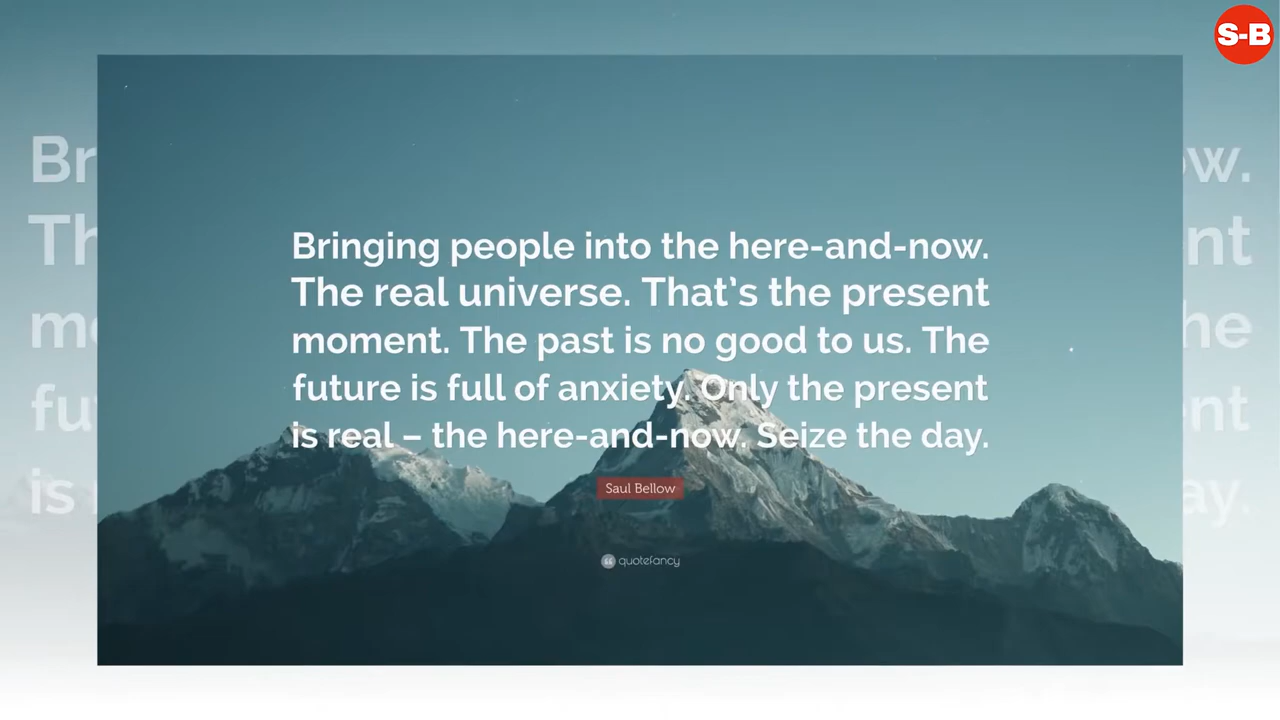 S-B
Bringing people into the here-and-now.
The real universe. That’s the present
moment. The past is no good to us. The
future is full of anxiety. Only the present
is real – the here-and-now. Seize the day.
Saul Bellow
quotefancy